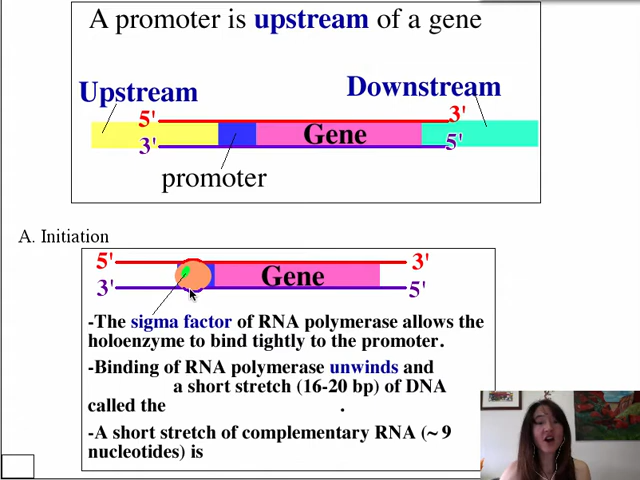 A promoter is upstream of a gene
Upstream
Downstream
5'
3'
Gene
3'
5'
promoter
A. Initiation
5'
3'
Gene
3'
5'
-The sigma factor of RNA polymerase allows the
holoenzyme to bind tightly to the promoter.
-Binding of RNA polymerase unwinds and
a short stretch (16-20 bp) of DNA
called the .
-A short stretch of complementary RNA (~ 9
nucleotides) is